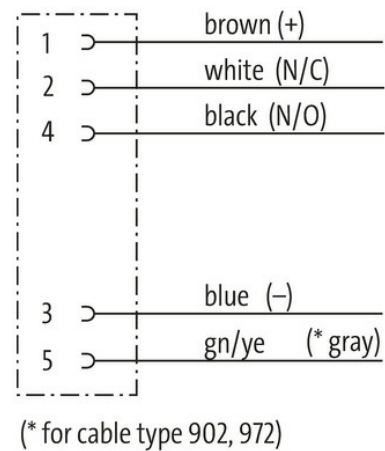 1 brown (+)
2 white (N/C)
4 black (N/O)
3 blue (–)
5 gn/ye (* gray)
(* for cable type 902, 972)